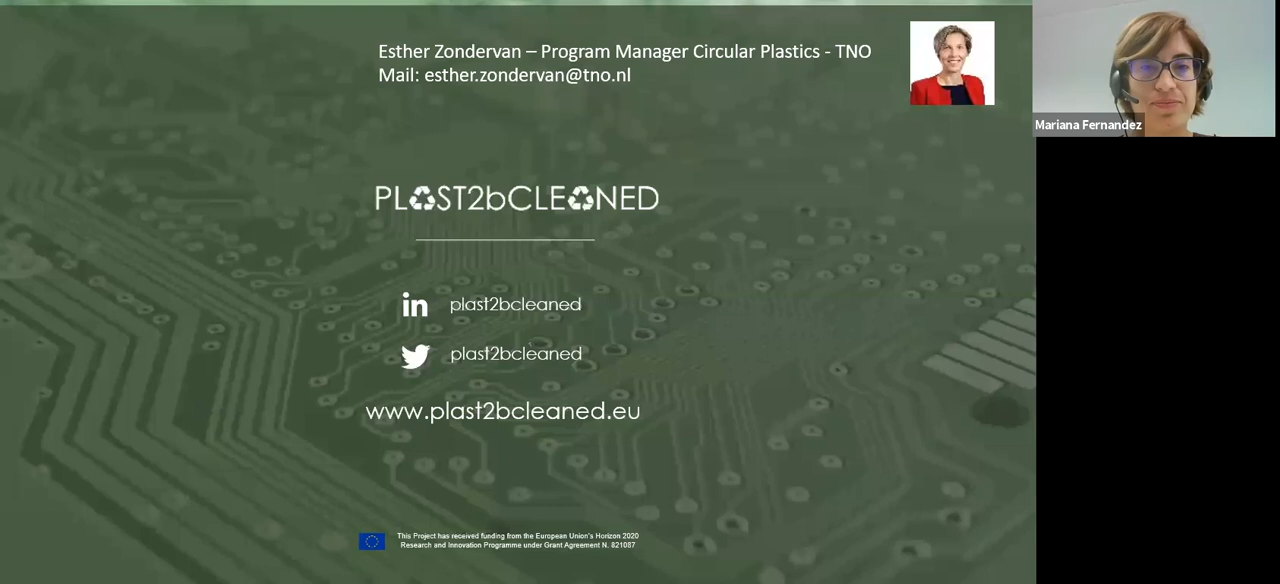 Esther Zondervan – Program Manager Circular Plastics - TNO
Mail: esther.zondervan@tno.nl
Mariana Fernandez
PLAST2bCLEANED
in plast2bcleaned
plast2bcleaned
www.plast2bcleaned.eu
This Project has received funding from the European Union's Horizon 2020
Research and Innovation Programme under Grant Agreement N. 821087